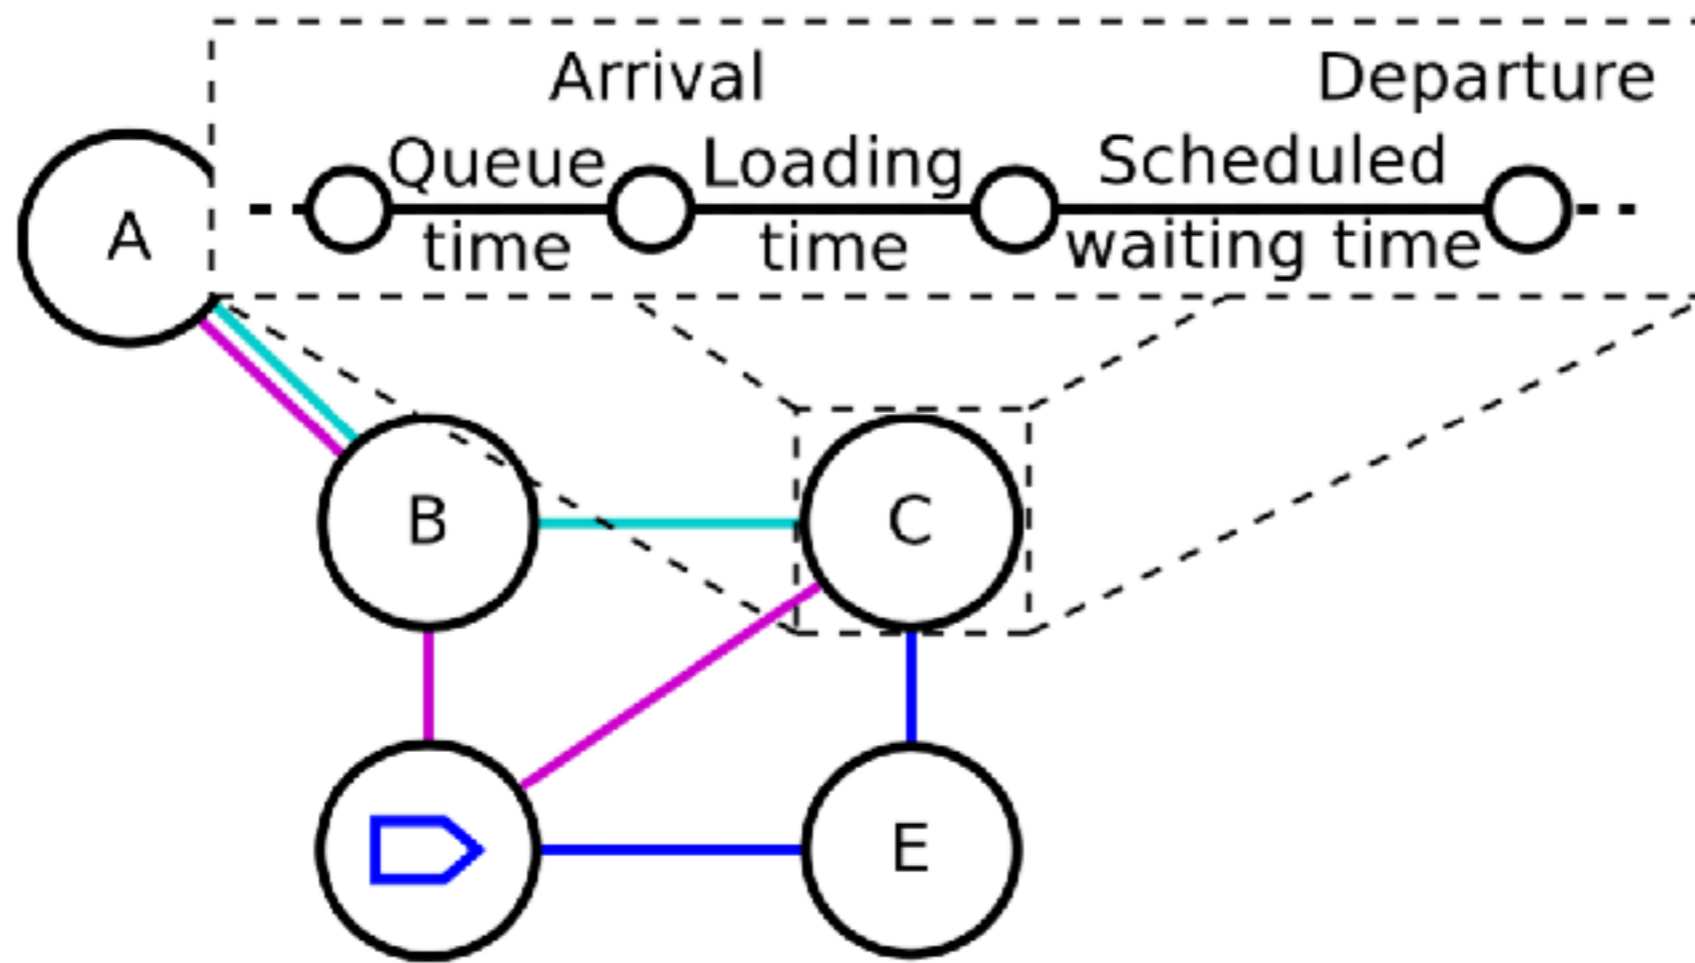 Arrival Departure
Queue Loading Scheduled
time time waiting time
A
B C
E